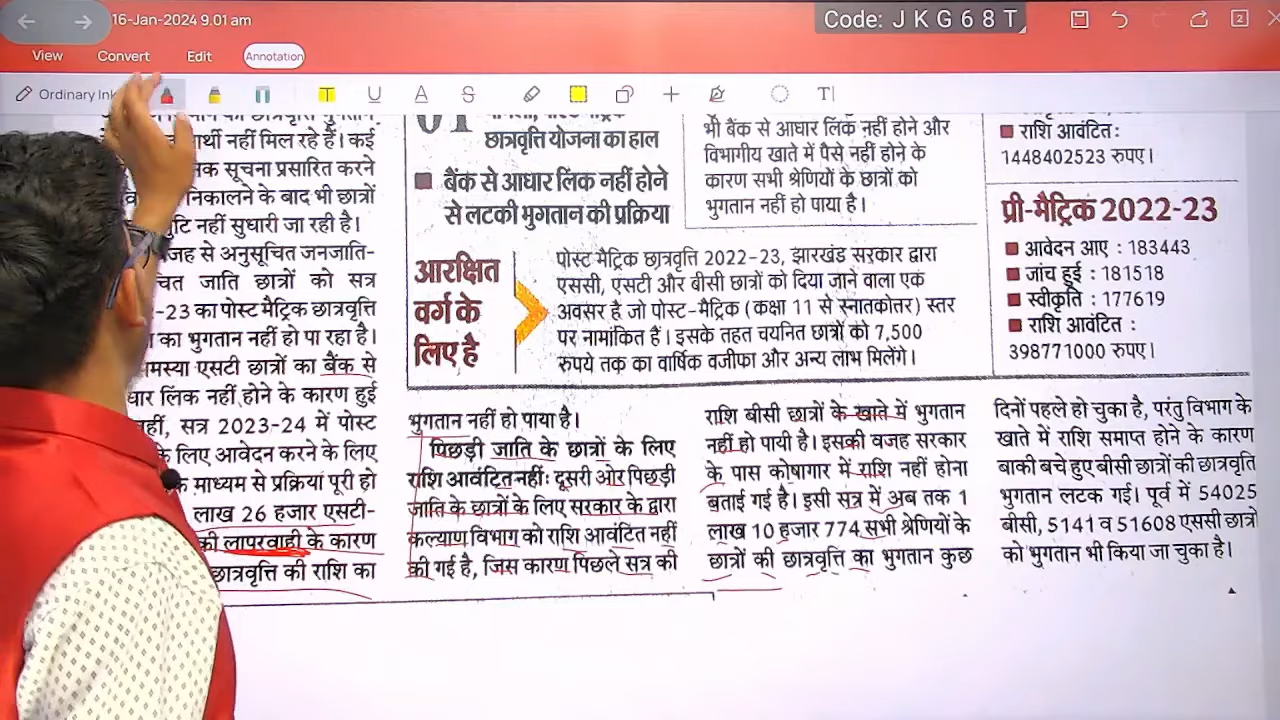 16-Jan-2024 9.01 am
Code: J K G 6 8 T
2
View
Convert
Edit
Annotation
Ordinary Ink
T
U
A
S
T
नहीं मिल रहे हैं। कई
सूचना प्रसारित करने
निकालने के बाद भी छात्रों
नहीं सुधारी जा रही है।
से अनुसूचित जनजाति-
जाति छात्रों को सत्र
-23 का पोस्ट मैट्रिक छात्रवृत्ति
का भुगतान नहीं हो पा रहा है।
एसटी छात्रों का बैंक से
लिंक नहीं होने के कारण हुई
सत्र 2023-24 में पोस्ट
के लिए आवेदन करने के लिए
के माध्यम से प्रक्रिया पूरी हो
लाख 26 हजार एसटी-
की लापरवाही के कारण
छात्रवृत्ति की राशि का
छात्रवृत्ति योजना का हाल
बैंक से आधार लिंक नहीं होने
से लटकी भुगतान की प्रक्रिया
भी बैंक से आधार लिंक नहीं होने और
विभागीय खाते में पैसे नहीं होने के
कारण सभी श्रेणियों के छात्रों को
भुगतान नहीं हो पाया है।
आरक्षित
वर्ग के
लिए है
पोस्ट मैट्रिक छात्रवृत्ति 2022-23, झारखंड सरकार द्वारा
एससी, एसटी और बीसी छात्रों को दिया जाने वाला एक
अवसर है जो पोस्ट-मैट्रिक (कक्षा 11 से स्नातकोतर) स्तर
पर नामांकित हैं। इसके तहत चयनित छात्रों को 7,500
रुपये तक का वार्षिक वजीफा और अन्य लाभ मिलेंगे।
राशि आवंटित:
1448402523 रुपए।
प्री-मैट्रिक 2022-23
आवेदन आए : 183443
जांच हुई : 181518
स्वीकृति : 177619
राशि आवंटित :
398771000 रुपए।
भुगतान नहीं हो पाया है।
पिछड़ी जाति के छात्रों के लिए
राशि आवंटित नहीं: दूसरी ओर पिछड़ी
जाति के छात्रों के लिए सरकार के द्वारा
कल्याण विभाग को राशि आवंटित नहीं
की गई है, जिस कारण पिछले सत्र की
राशि बीसी छात्रों के खाते में भुगतान
नहीं हो पायी है। इसकी वजह सरकार
के पास कोषागार में राशि नहीं होना
बताई गई है। इसी सत्र में अब तक 1
लाख 10 हजार 774 सभी श्रेणियों के
छात्रों की छात्रवृत्ति का भुगतान कुछ
दिनों पहले हो चुका है, परंतु विभाग के
खाते में राशि समाप्त होने के कारण
बाकी बचे हुए बीसी छात्रों की छात्रवृति
भुगतान लटक गई। पूर्व में 54025
बीसी, 5141 व 51608 एससी छात्रो
को भुगतान भी किया जा चुका है।